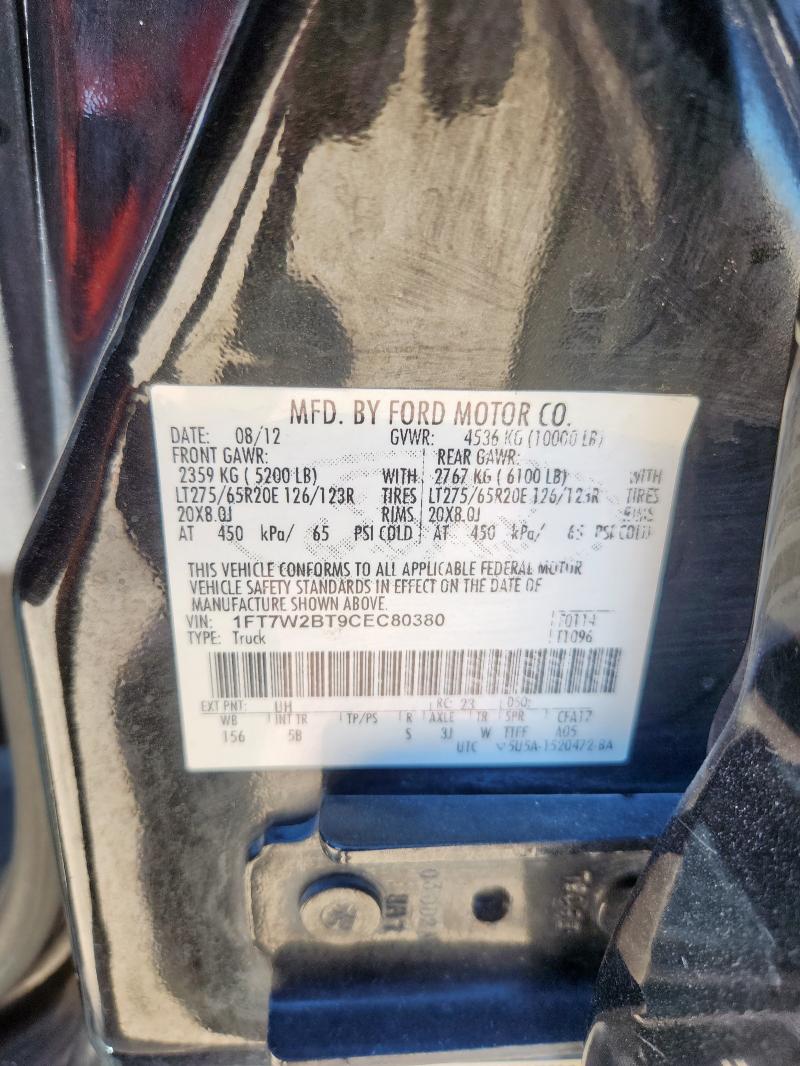 MFD. BY FORD MOTOR CO.
DATE: 08/12 GVWR: 4536 KG (10000 LB)
FRONT GAWR: REAR GAWR:
2359 KG ( 5200 LB) WITH 2767 KG ( 6100 LB) WITH
LT275/65R20E 126/123R TIRES LT275/65R20E 126/123R TIRES
20X8.0J RIMS 20X8.0J RIMS
AT 450 kPa/ 65 PSI COLD AT 450 kPa/ 65 PSI COLD
THIS VEHICLE CONFORMS TO ALL APPLICABLE FEDERAL MOTOR
VEHICLE SAFETY STANDARDS IN EFFECT ON THE DATE OF
MANUFACTURE SHOWN ABOVE.
VIN: 1FT7W2BT9CEC80380 F0114
TYPE: Truck T1096
EXT PNT: UH RC: 23 DSO:
WB INT TR TP/PS R AXLE TR SPR
156 5B S 3J W A05
UTC